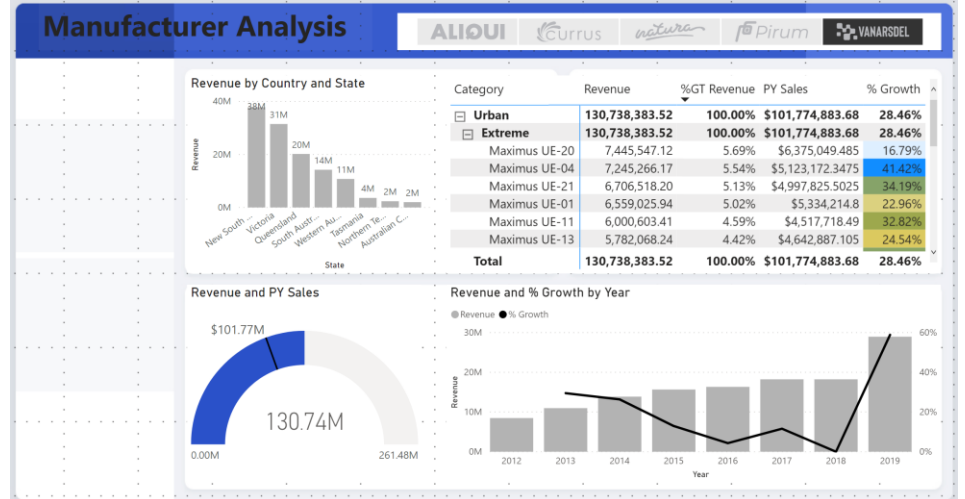 Manufacturer Analysis
ALIQUI Currus natura Pirum VANARSDEL
Revenue by Country and State
40M
20M
0M
Revenue
38M
31M
20M
14M
11M
4M
2M
2M
New South ...
Victoria
Queensland
South Austr...
Western Au...
Tasmania
Northern Te...
Australian C...
State
Category Revenue %GT Revenue PY Sales % Growth
Urban 130,738,383.52 100.00% $101,774,883.68 28.46%
Extreme 130,738,383.52 100.00% $101,774,883.68 28.46%
Maximus UE-20 7,445,547.12 5.69% $6,375,049.485 16.79%
Maximus UE-04 7,245,266.17 5.54% $5,123,172.3475 41.42%
Maximus UE-21 6,706,518.20 5.13% $4,997,825.5025 34.19%
Maximus UE-01 6,559,025.94 5.02% $5,334,214.8 22.96%
Maximus UE-11 6,000,603.41 4.59% $4,517,718.49 32.82%
Maximus UE-13 5,782,068.24 4.42% $4,642,887.105 24.54%
Total 130,738,383.52 100.00% $101,774,883.68 28.46%
Revenue and PY Sales
$101.77M
130.74M
0.00M 261.48M
Revenue and % Growth by Year
Revenue % Growth
30M
20M
10M
0M
Revenue
60%
40%
20%
0%
2012 2013 2014 2015 2016 2017 2018 2019
Year